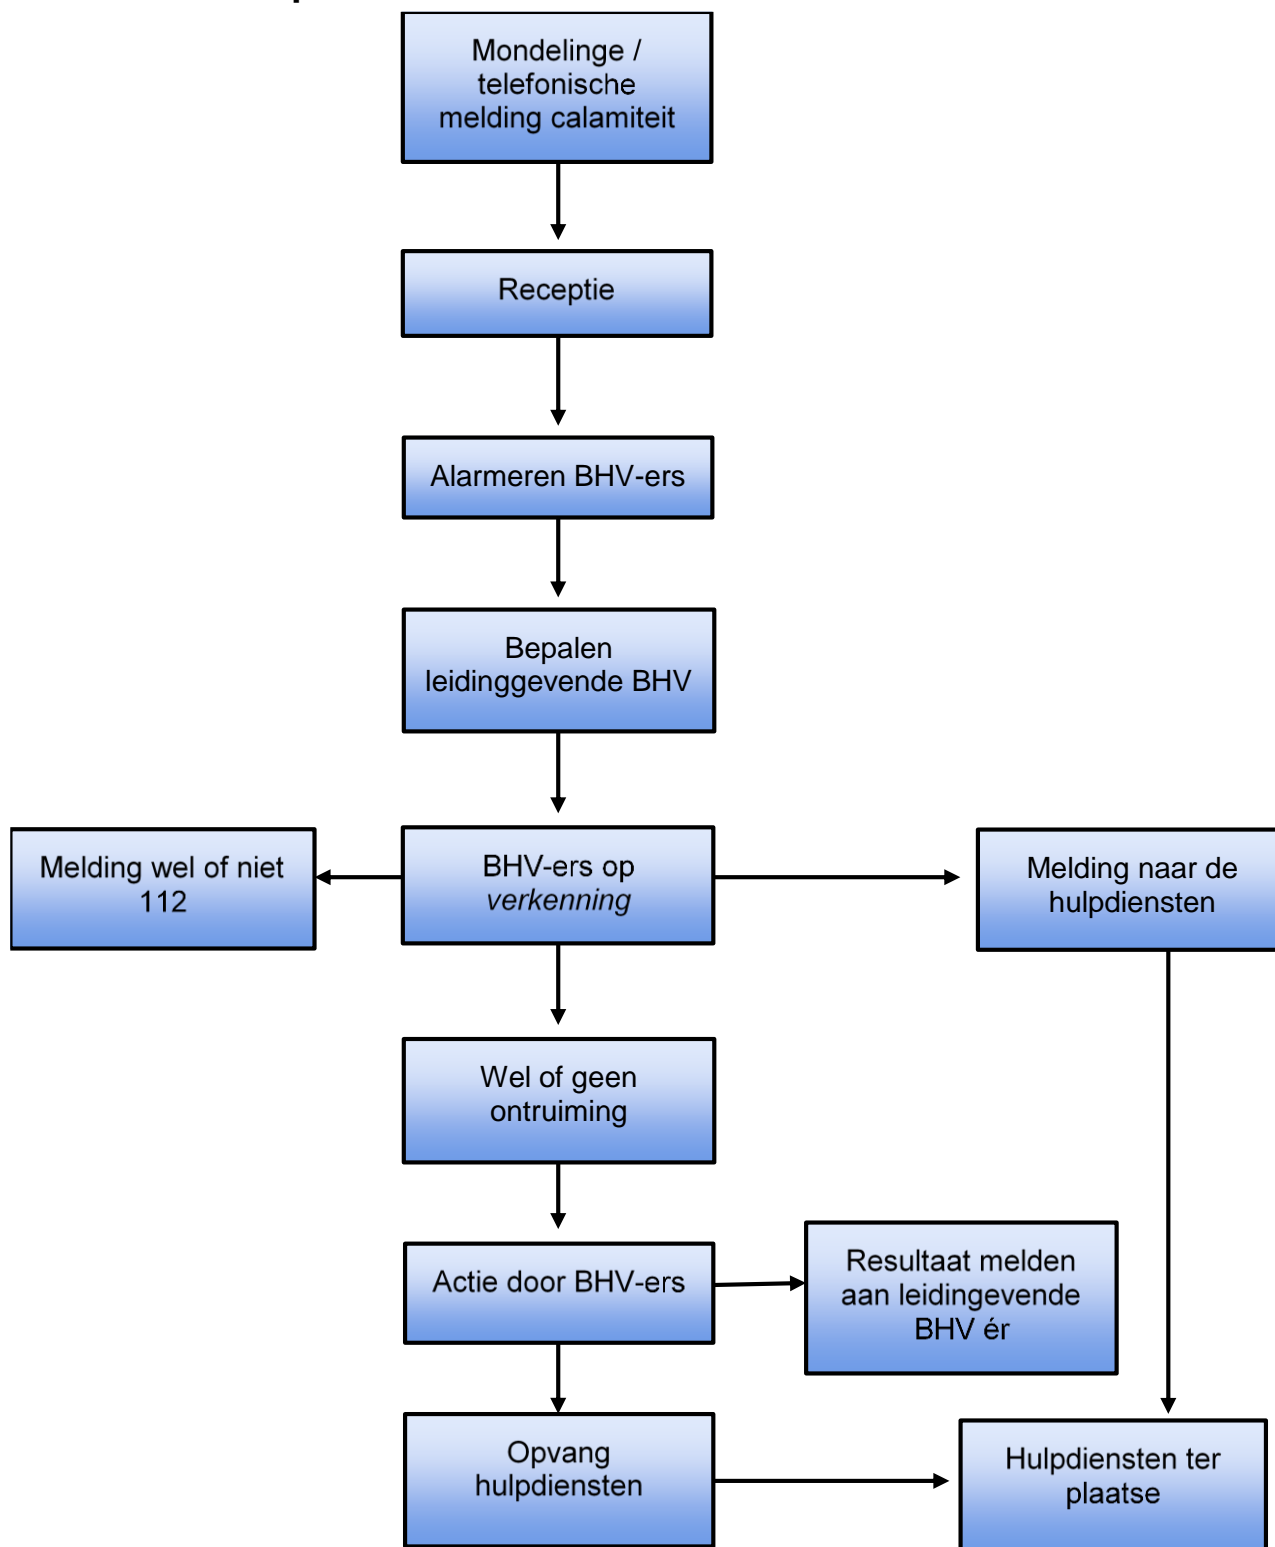 Mondelinge /
telefonische
melding calamiteit
Receptie
Alarmeren BHV-ers
Bepalen
leidinggevende BHV
Melding wel of niet
112
BHV-ers op
verkenning
Melding naar de
hulpdiensten
Wel of geen
ontruiming
Actie door BHV-ers
Resultaat melden
aan leidingevende
BHV ér
Opvang
hulpdiensten
Hulpdiensten ter
plaatse